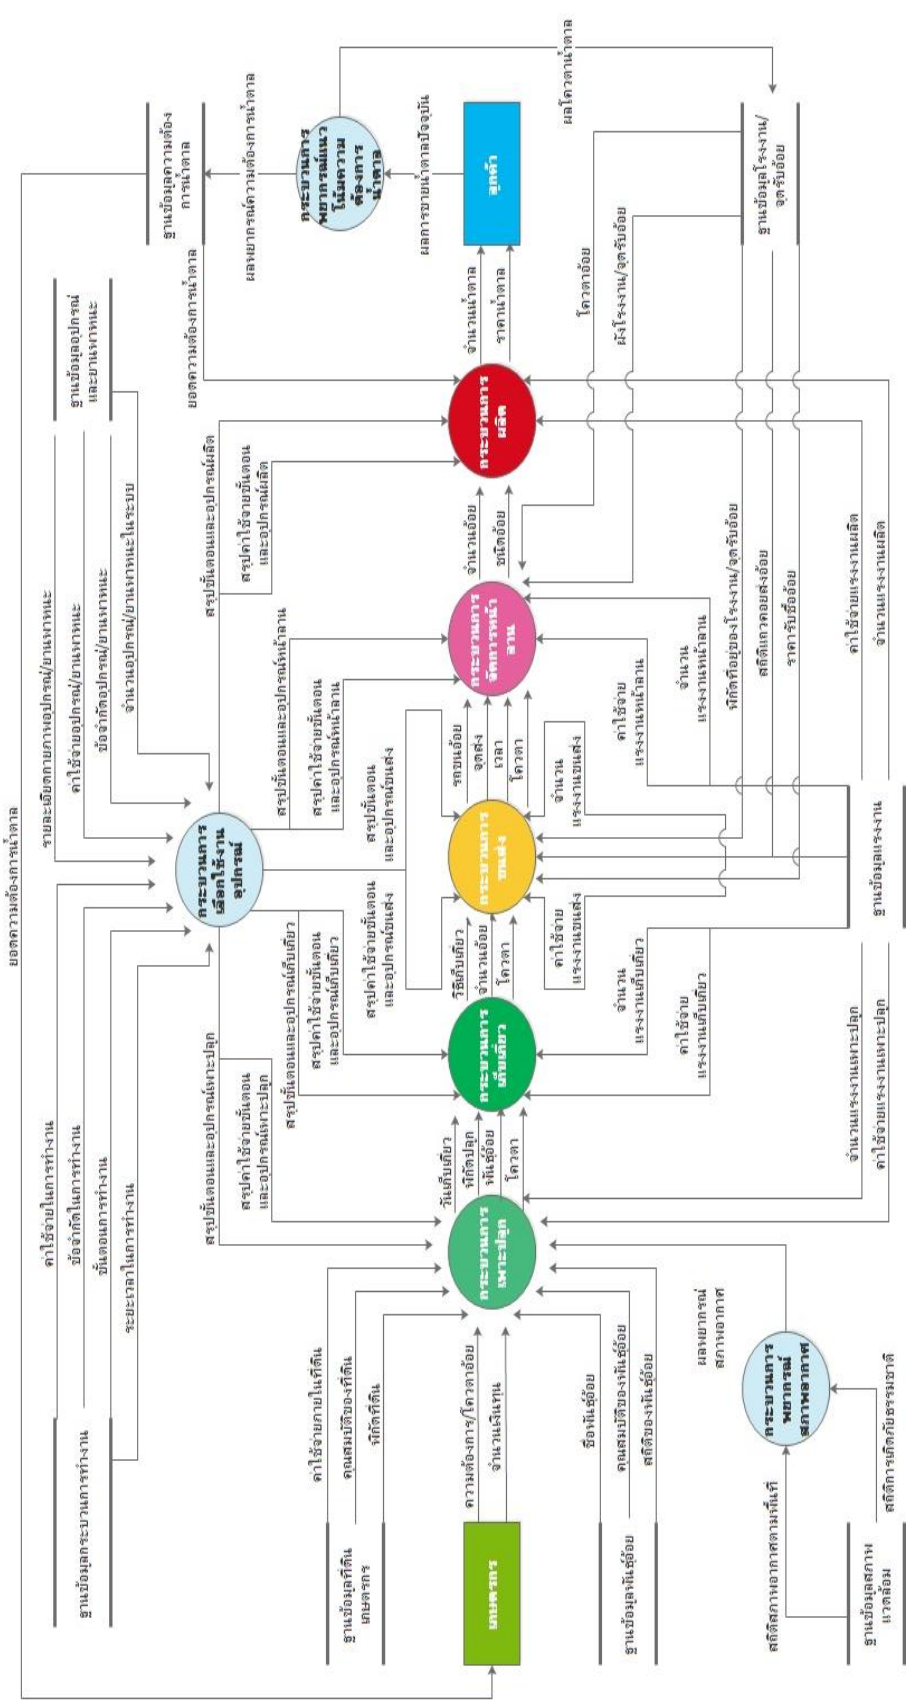 ยอดความต้องการน้ำตาล
ฐานข้อมูลกระบวนการทำงาน
ค่าใช้จ่ายในการทำงาน
ข้อจำกัดในการทำงาน
ขั้นตอนการทำงาน
ระยะเวลาในการทำงาน
รายละเอียดกายภาพอุปกรณ์/ยานพาหนะ
ค่าใช้จ่ายอุปกรณ์/ยานพาหนะ
ข้อจำกัดอุปกรณ์/ยานพาหนะ
จำนวนอุปกรณ์/ยานพาหนะในระบบ
ฐานข้อมูลอุปกรณ์
และยานพาหนะ
ฐานข้อมูลความต้อง
การน้ำตาล
กระบวนการ
เลือกใช้งาน
อุปกรณ์
ผลพยากรณ์ความต้องการน้ำตาล
ยอดความต้องการน้ำตาล
กระบวนการ
พยากรณ์แนว
โน้มความ
ต้องการ
น้ำตาล
ผลการขายน้ำตาลปัจจุบัน
ผลโควตาน้ำตาล
สรุปขั้นตอนและอุปกรณ์เพาะปลูก
สรุปค่าใช้จ่ายขั้นตอน
และอุปกรณ์เพาะปลูก
สรุปขั้นตอนและอุปกรณ์เก็บเกี่ยว
สรุปค่าใช้จ่ายขั้นตอน
และอุปกรณ์เก็บเกี่ยว
สรุปค่าใช้จ่ายขั้นตอน
และอุปกรณ์ขนส่ง
สรุปขั้นตอน
และอุปกรณ์ขนส่ง
สรุปขั้นตอนและอุปกรณ์หน้าลาน
สรุปค่าใช้จ่ายขั้นตอน
และอุปกรณ์หน้าลาน
สรุปขั้นตอนและอุปกรณ์ผลิต
สรุปค่าใช้จ่ายขั้นตอน
และอุปกรณ์ผลิต
ฐานข้อมูลที่ดิน
เกษตรกร
ค่าใช้จ่ายภายในที่ดิน
คุณสมบัติของที่ดิน
พิกัดที่ดิน
เกษตรกร
ความต้องการ/โควตาอ้อย
จำนวนเงินทุน
กระบวนการ
เพาะปลูก
วันเก็บเกี่ยว
พิกัดปลูก
พันธุ์อ้อย
โควตา
กระบวนการ
เก็บเกี่ยว
วิธีเก็บเกี่ยว
จำนวนอ้อย
โควตา
กระบวนการ
ขนส่ง
รถขนอ้อย
จุดส่ง
เวลา
โควตา
กระบวนการ
จัดการหน้า
ลาน
จำนวนอ้อย
ชนิดอ้อย
กระบวนการ
ผลิต
จำนวนน้ำตาล
ราคาน้ำตาล
ลูกค้า
ฐานข้อมูลพันธุ์อ้อย
ชื่อพันธุ์อ้อย
คุณสมบัติของพันธุ์อ้อย
สถิติของพันธุ์อ้อย
ค่าใช้จ่าย
แรงงานขนส่ง
จำนวน
แรงงานขนส่ง
จำนวน
แรงงานเก็บเกี่ยว
ค่าใช้จ่าย
แรงงานเก็บเกี่ยว
ค่าใช้จ่าย
แรงงานหน้าลาน
จำนวน
แรงงานหน้าลาน
โควตาอ้อย
ผังโรงงาน/จุดรับอ้อย
พิกัดที่อยู่ของโรงงาน/จุดรับอ้อย
สถิติแถวคอยส่งอ้อย
ราคารับซื้ออ้อย
ฐานข้อมูลโรงงาน/
จุดรับอ้อย
ผลพยากรณ์
สภาพอากาศ
กระบวนการ
พยากรณ์
สภาพอากาศ
สถิติสภาพอากาศตามพื้นที่
สถิติการเกิดภัยธรรมชาติ
ฐานข้อมูลสภาพ
แวดล้อม
จำนวนแรงงานเพาะปลูก
ค่าใช้จ่ายแรงงานเพาะปลูก
ฐานข้อมูลแรงงาน
ค่าใช้จ่ายแรงงานผลิต
จำนวนแรงงานผลิต